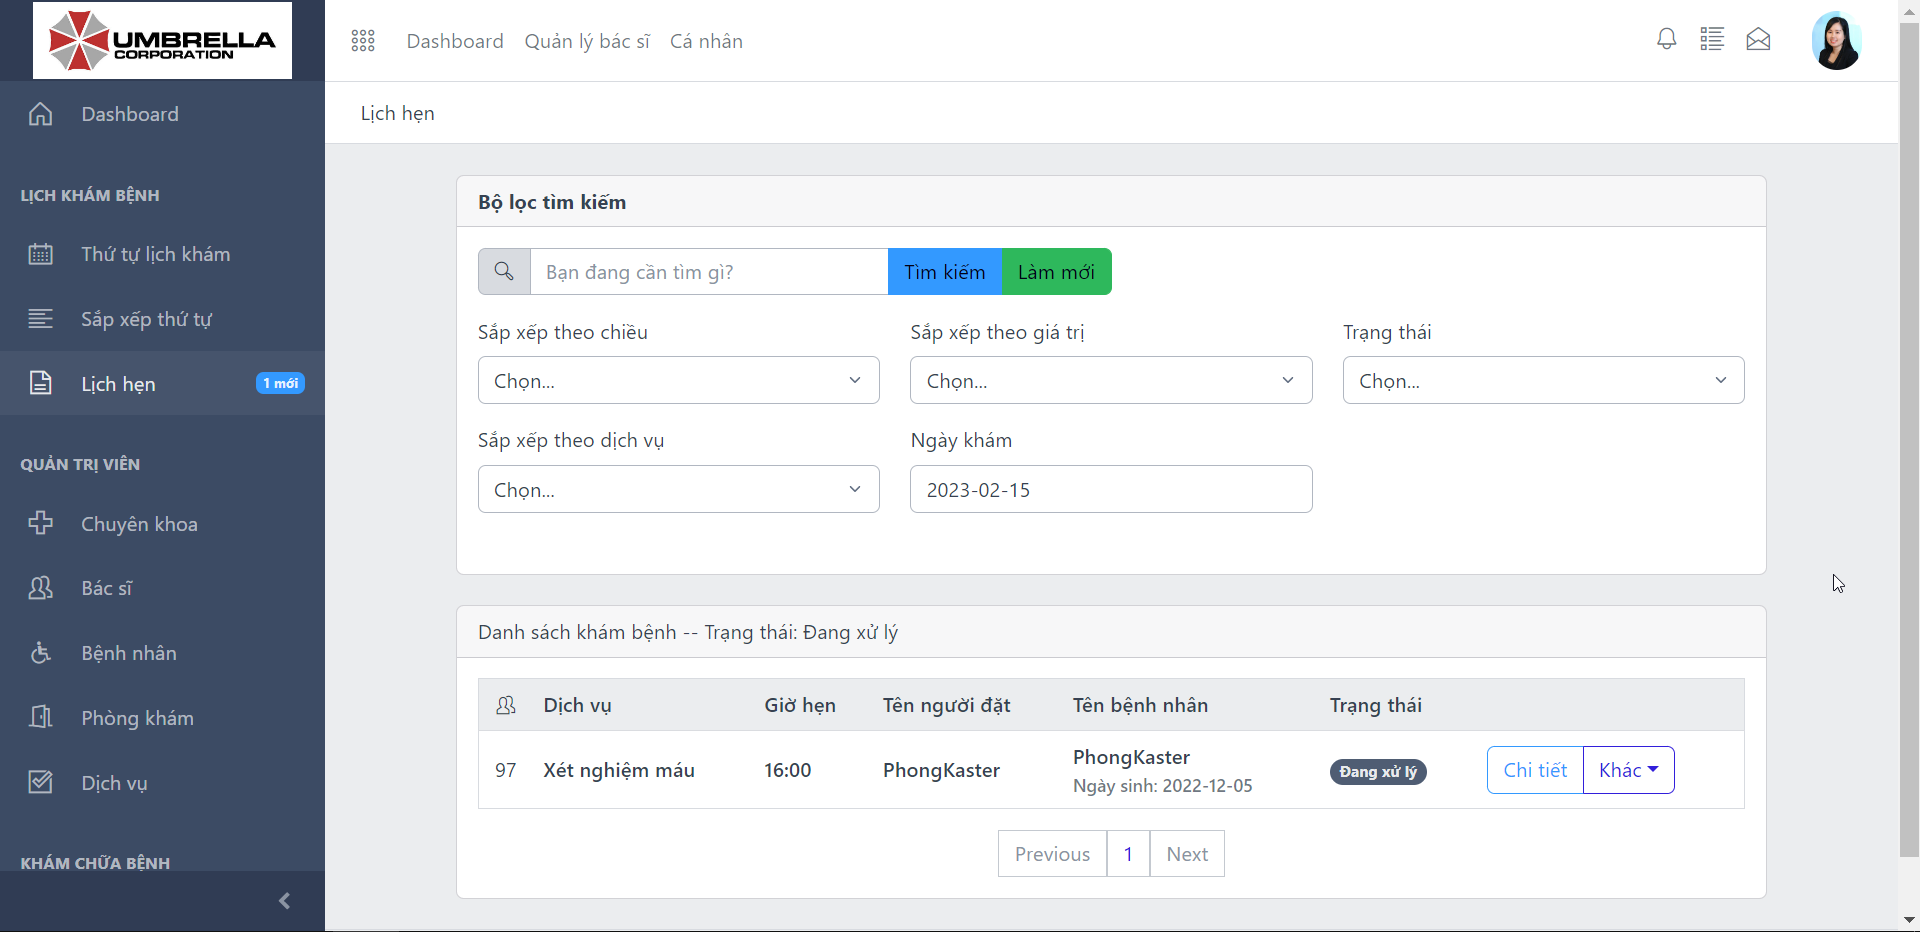 UMBRELLA
CORPORATION
Dashboard
LỊCH KHÁM BỆNH
Thứ tự lịch khám
Sắp xếp thứ tự
Lịch hẹn 1 mới
QUẢN TRỊ VIÊN
Chuyên khoa
Bác sĩ
Bệnh nhân
Phòng khám
Dịch vụ
KHÁM CHỮA BỆNH
Dashboard Quản lý bác sĩ Cá nhân
Lịch hẹn
Bộ lọc tìm kiếm
Bạn đang cần tìm gì? Tìm kiếm Làm mới
Sắp xếp theo chiều Sắp xếp theo giá trị Trạng thái
Chọn... Chọn... Chọn...
Sắp xếp theo dịch vụ Ngày khám
Chọn... 2023-02-15
Danh sách khám bệnh -- Trạng thái: Đang xử lý
Dịch vụ Giờ hẹn Tên người đặt Tên bệnh nhân Trạng thái
97 Xét nghiệm máu 16:00 PhongKaster PhongKaster Đang xử lý Chi tiết Khác
Ngày sinh: 2022-12-05
Previous 1 Next